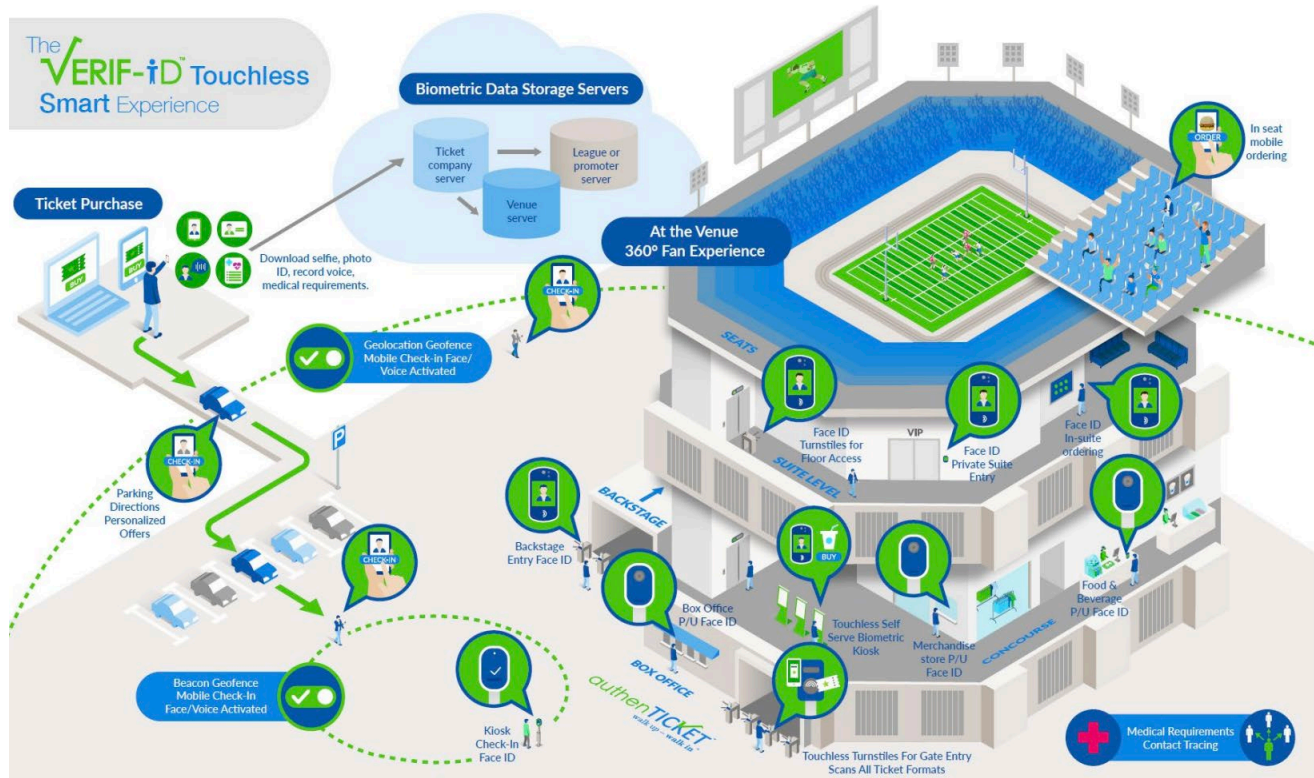 The
VERIF-iD™ Touchless
Smart Experience
Biometric Data Storage Servers
Ticket
company
server
League or
promoter
server
Venue
server
Ticket Purchase
BUY
BUY
Download selfie, photo
ID, record voice,
medical requirements.
At the Venue
360° Fan Experience
ORDER
In seat
mobile
ordering
CHECK-IN
Geolocation Geofence
Mobile Check-in Face/
Voice Activated
CHECK-IN
Parking
Directions
Personalized
Offers
P
CHECK-IN
Beacon Geofence
Mobile Check-In
Face/Voice Activated
Kiosk
Check-In
Face ID
SEATS
Face ID
Turnstiles for
Floor Access
SUITE LEVEL
VIP
Face ID
Private Suite
Entry
Face ID
In-suite
ordering
BACKSTAGE
Backstage
Entry Face ID
Box Office
P/U Face ID
BUY
Touchless Self
Serve Biometric
Kiosk
Merchandise
store P/U
Face ID
Food &
Beverage
P/U Face ID
CONCOURSE
BOX OFFICE
authenTICKET™
walk up - walk in™
Touchless Turnstiles For Gate Entry
Scans All Ticket Formats
Medical Requirements
Contact Tracing